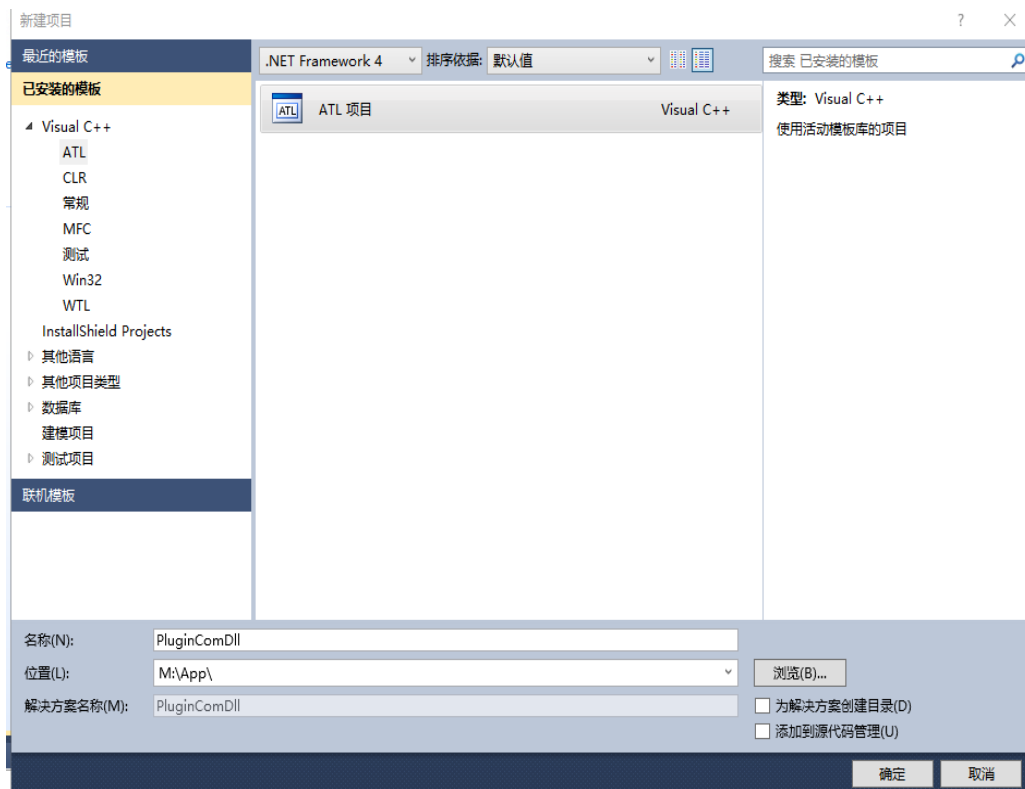 新建项目
最近的模板
.NET Framework 4 排序依据: 默认值
搜索 已安装的模板
已安装的模板
Visual C++
ATL
CLR
常规
MFC
测试
Win32
WTL
InstallShield Projects
其他语言
其他项目类型
数据库
建模项目
测试项目
联机模板
ATL ATL 项目 Visual C++
类型: Visual C++
使用活动模板库的项目
名称(N): PluginComDll
位置(L): M:\App\ 浏览(B)...
解决方案名称(M): PluginComDll
为解决方案创建目录(D)
添加到源代码管理(U)
确定 取消